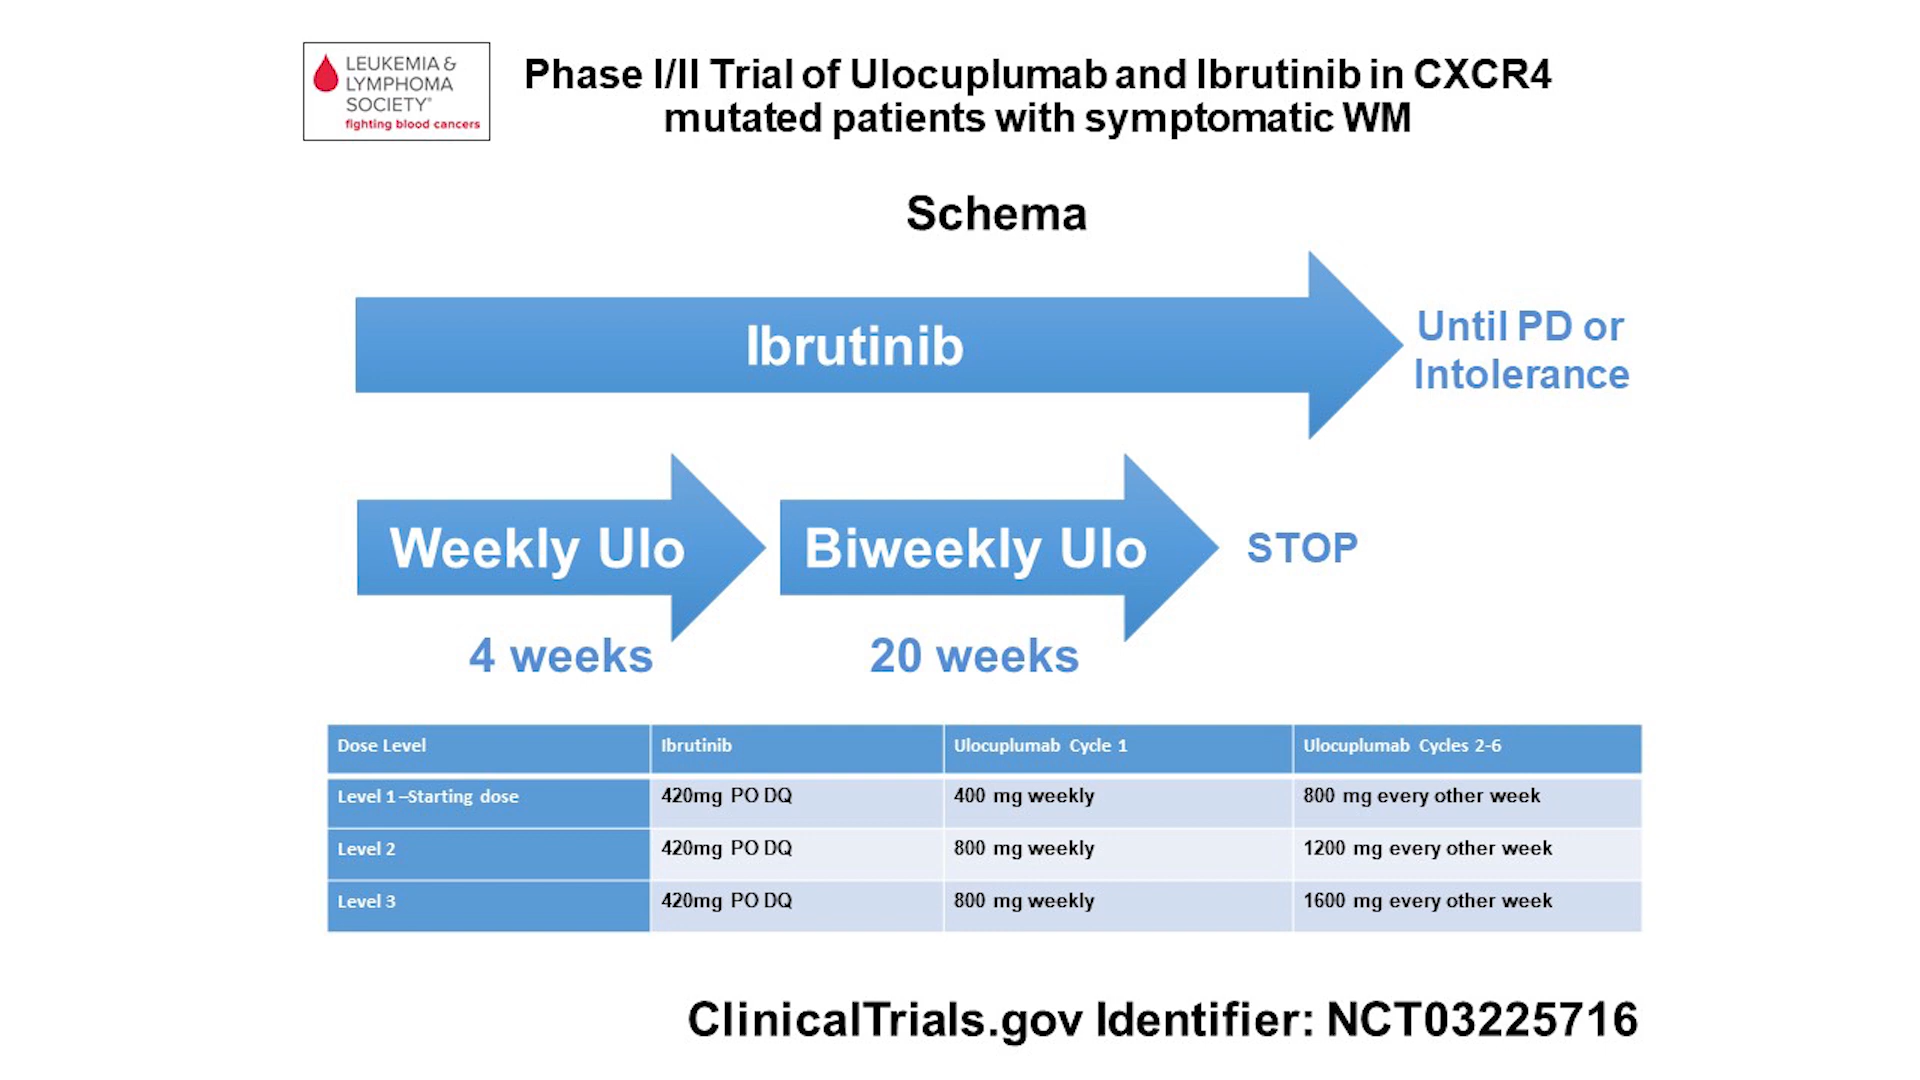 LEUKEMIA &
LYMPHOMA
SOCIETY®
fighting blood cancers
Phase I/II Trial of Ulocuplumab and Ibrutinib in CXCR4
mutated patients with symptomatic WM
Schema
Ibrutinib
Until PD or
Intolerance
Weekly Ulo
Biweekly Ulo
STOP
4 weeks
20 weeks
Dose Level Ibrutinib Ulocuplumab Cycle 1 Ulocuplumab Cycles 2-6
Level 1–Starting dose 420mg PO DQ 400 mg weekly 800 mg every other week
Level 2 420mg PO DQ 800 mg weekly 1200 mg every other week
Level 3 420mg PO DQ 800 mg weekly 1600 mg every other week
ClinicalTrials.gov Identifier: NCT03225716